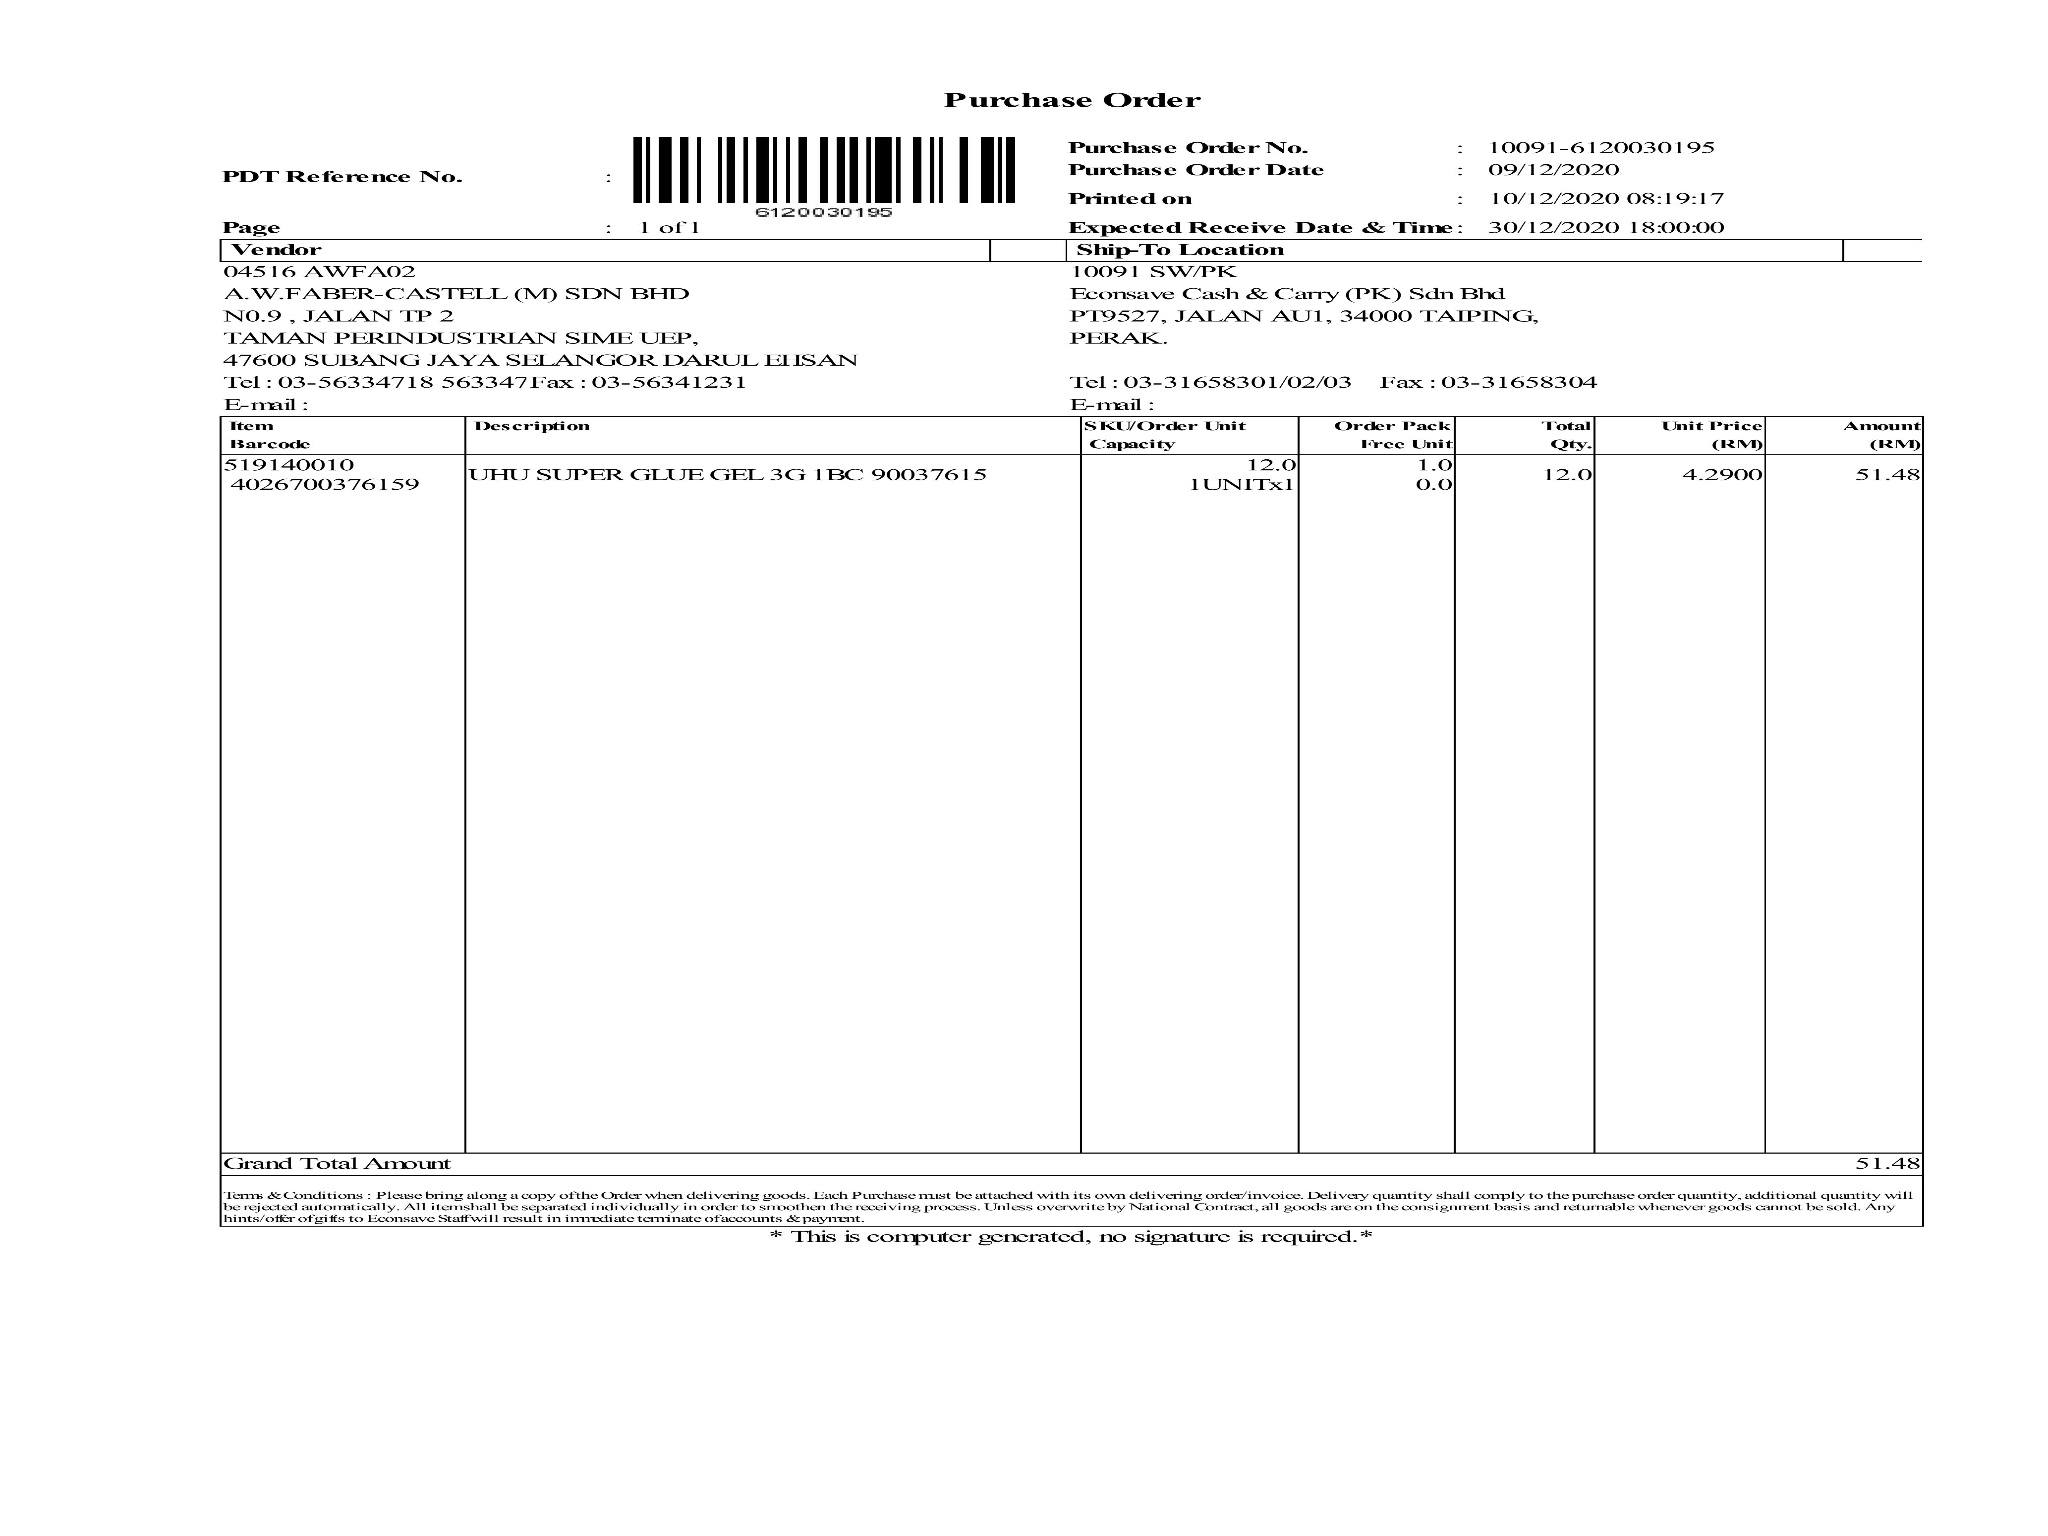 Purchase Order
PDT Reference No. :
6120030195
Page : 1 of 1
Purchase Order No. : 10091-6120030195
Purchase Order Date : 09/12/2020
Printed on : 10/12/2020 08:19:17
Expected Receive Date & Time : 30/12/2020 18:00:00
Vendor
04516 AWFA02
A.W.FABER-CASTELL (M) SDN BHD
N0.9 , JALAN TP 2
TAMAN PERINDUSTRIAN SIME UEP,
47600 SUBANG JAYA SELANGOR DARUL EHSAN
Tel : 03-56334718 563347Fax : 03-56341231
E-mail :
Ship-To Location
10091 SW/PK
Econsave Cash & Carry (PK) Sdn Bhd
PT9527, JALAN AU1, 34000 TAIPING,
PERAK.
Tel : 03-31658301/02/03 Fax : 03-31658304
E-mail :
Item Description SKU/Order Unit Order Pack Total Unit Price Amount
Barcode Capacity Free Unit Qty. (RM) (RM)
519140010 UHU SUPER GLUE GEL 3G 1BC 90037615 12.0 1.0 12.0 4.2900 51.48
4026700376159 1UNITx1 0.0
Grand Total Amount 51.48
Terms & Conditions : Please bring along a copy of the Order when delivering goods. Each Purchase must be attached with its own delivering order/invoice. Delivery quantity shall comply to the purchase order quantity, additional quantity will
be rejected automatically. All item shall be separated individually in order to smoothen the receiving process. Unless overwrite by National Contract, all goods are on the consignment basis and returnable whenever goods cannot be sold. Any
hints/offer of gifts to Econsave Staff will result in immediate terminate of accounts & payment.
* This is computer generated, no signature is required.*